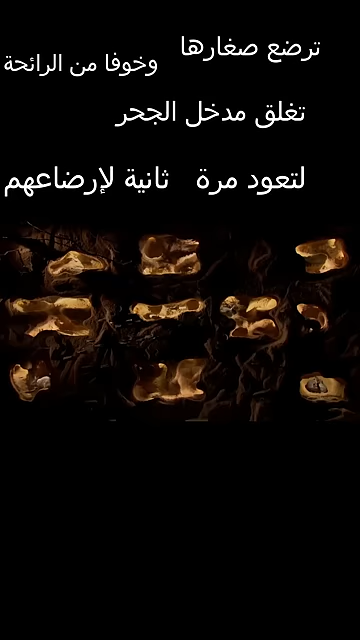 ترضع صغارها
وخوفا من الرائحة
تغلق مدخل الجحر
لتعود مرة ثانية لإرضاعهم